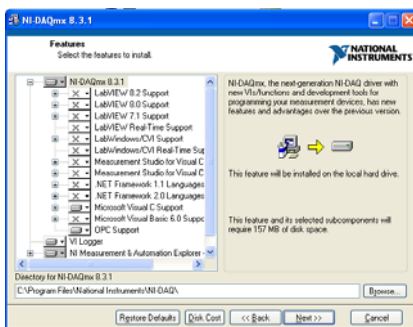 NI-DAQmx 8.3.1
Features
Select the features to install.
NATIONAL
INSTRUMENTS
NI-DAQmx 8.3.1
LabVIEW 8.2 Support
LabVIEW 8.0 Support
LabVIEW 7.1 Support
LabVIEW Real-Time Support
LabWindows/CVI Support
LabWindows/CVI Real-Time Sup
Measurement Studio for Visual C
Measurement Studio for Visual C
.NET Framework 1.1 Languages
.NET Framework 2.0 Languages
Microsoft Visual C Support
Microsoft Visual Basic 6.0 Suppo
OPC Support
VI Logger
NI Measurement & Automation Explorer
NI-DAQmx, the next-generation NI-DAQ driver with
new VIs/functions and development tools for
programming your measurement devices, has new
features and advantages over the previous version.
This feature will be installed on the local hard drive.
This feature and its selected subcomponents will
require 157 MB of disk space.
Directory for NI-DAQmx 8.3.1
C:\Program Files\National Instruments\NI-DAQ\
Browse...
Restore Defaults Disk Cost << Back Next >> Cancel